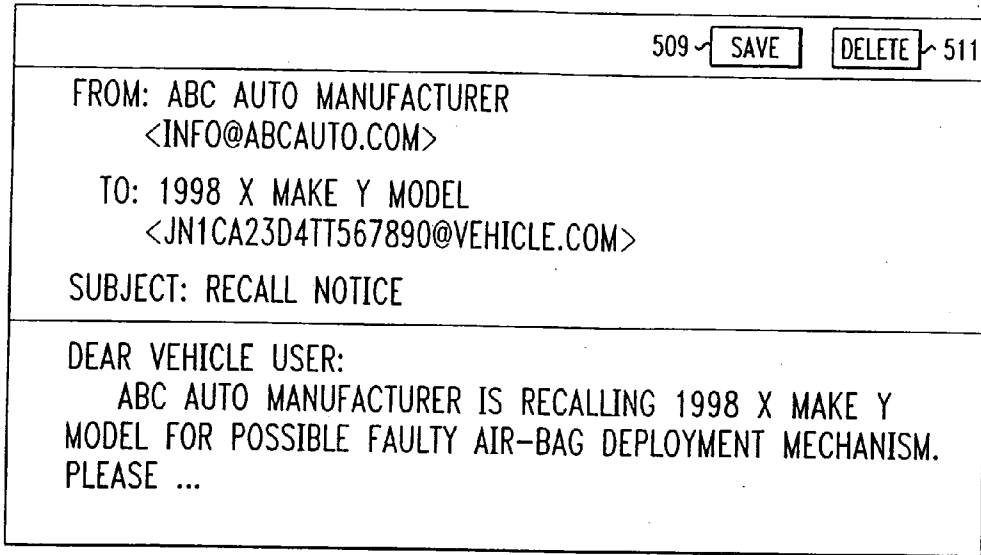 509 SAVE DELETE 511
FROM: ABC AUTO MANUFACTURER
<INFO@ABCAUTO.COM>
TO: 1998 X MAKE Y MODEL
<JN1CA23D4TT567890@VEHICLE.COM>
SUBJECT: RECALL NOTICE
DEAR VEHICLE USER:
ABC AUTO MANUFACTURER IS RECALLING 1998 X MAKE Y
MODEL FOR POSSIBLE FAULTY AIR-BAG DEPLOYMENT MECHANISM.
PLEASE ...